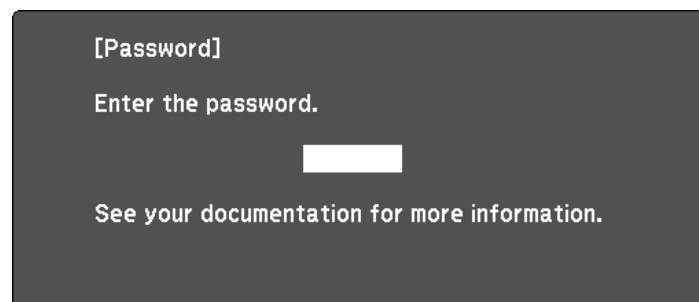 [Password]
Enter the password.
See your documentation for more information.